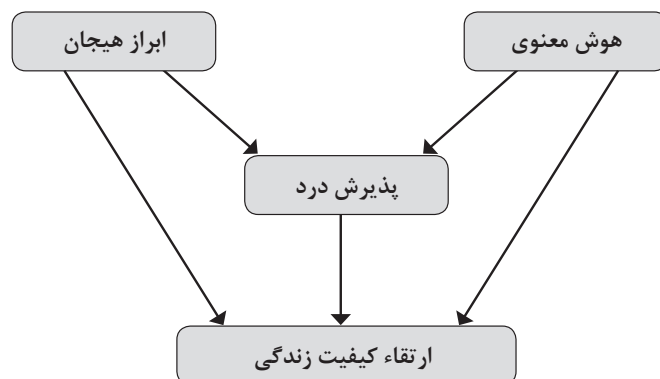 هوش معنوی
ابراز هیجان
پذیرش درد
ارتقاء کیفیت زندگی